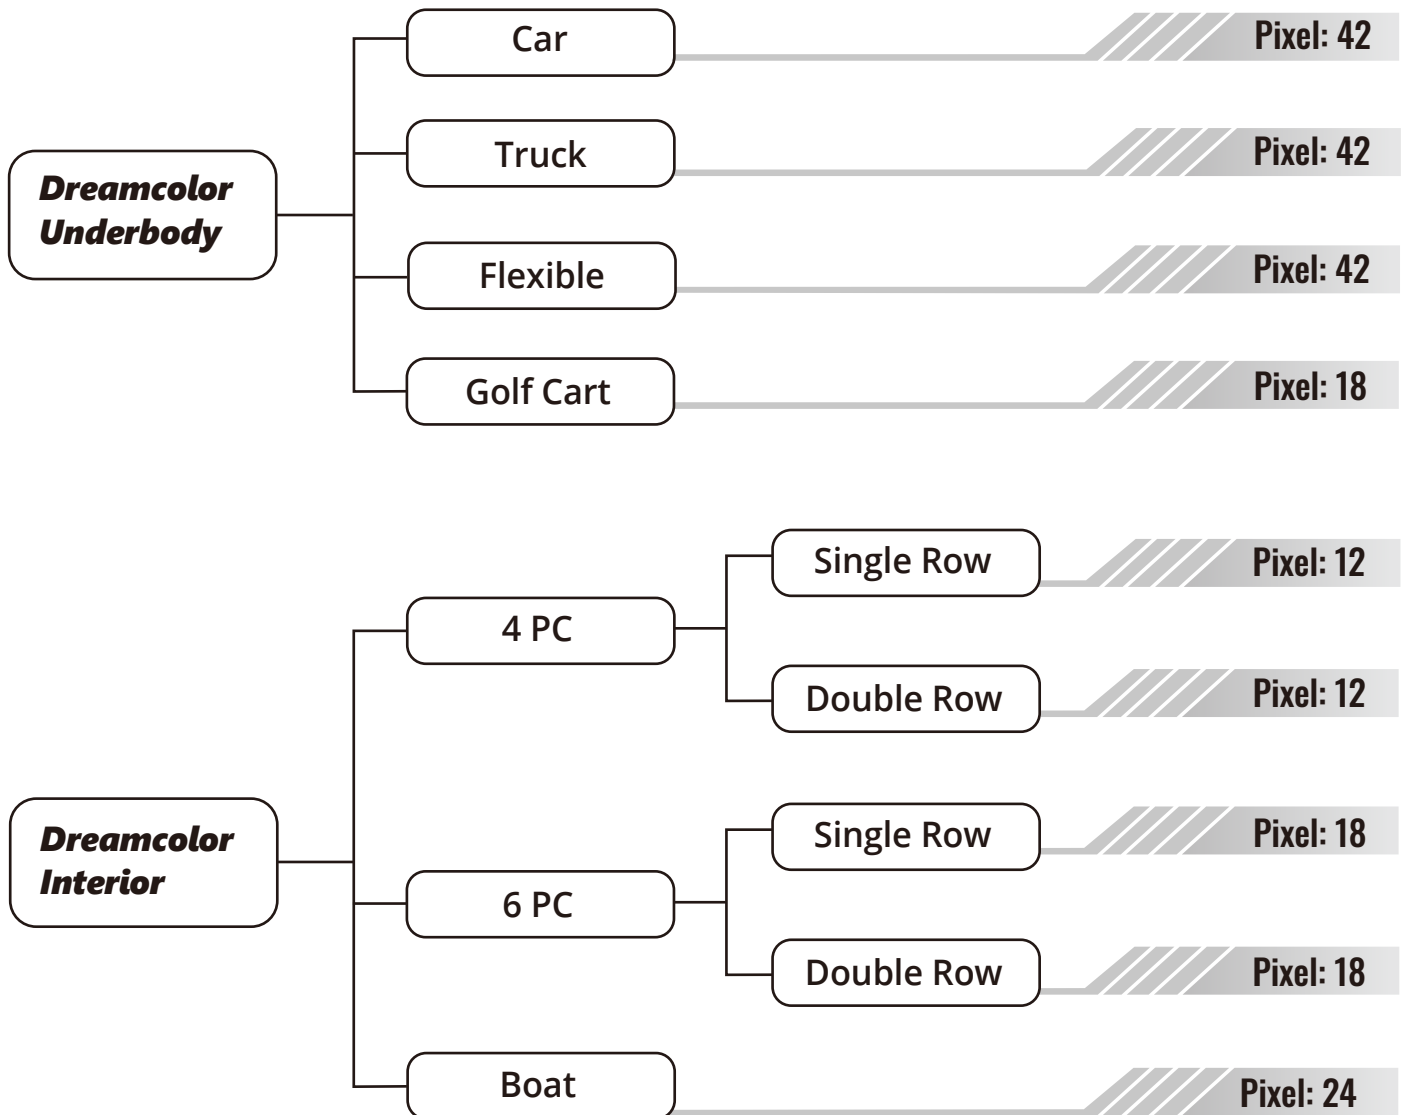 Car
Pixel: 42
Truck
Pixel: 42
Dreamcolor
Underbody
Flexible
Pixel: 42
Golf Cart
Pixel: 18
Single Row
Pixel: 12
4 PC
Double Row
Pixel: 12
Dreamcolor
Interior
Single Row
Pixel: 18
6 PC
Double Row
Pixel: 18
Boat
Pixel: 24